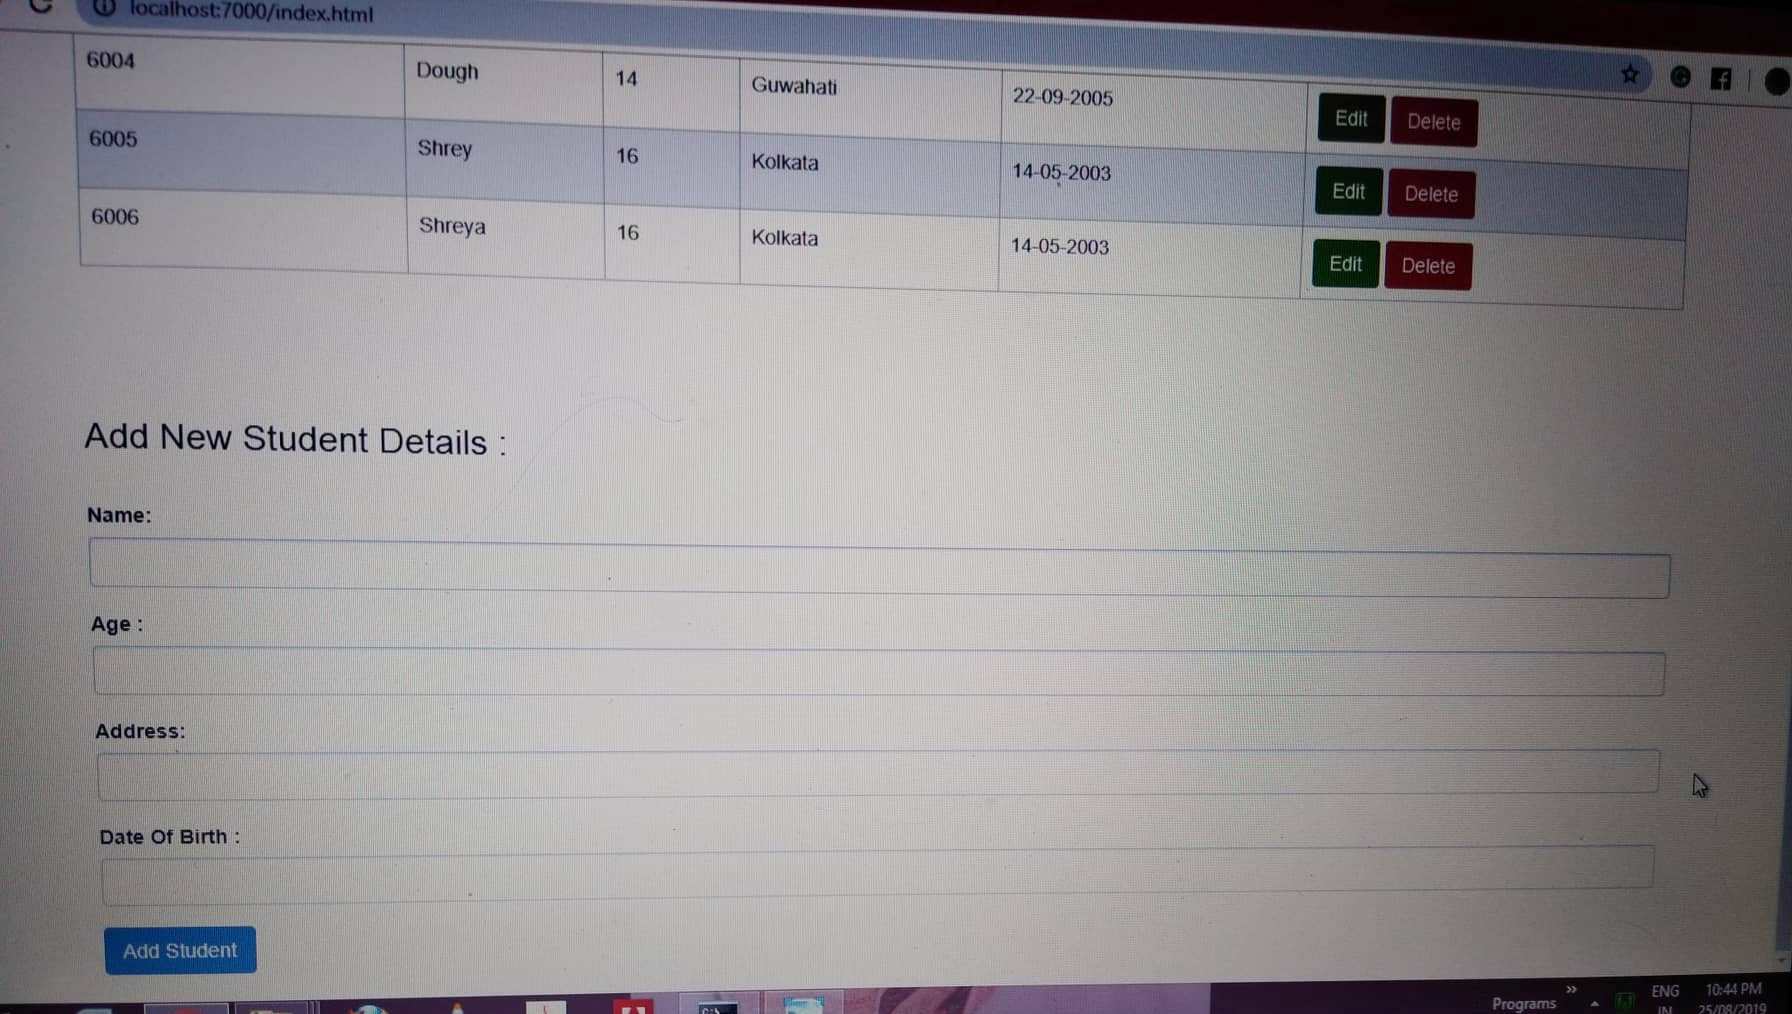 localhost:7000/index.html
6004 Dough 14 Guwahati 22-09-2005 Edit Delete
6005 Shrey 16 Kolkata 14-05-2003 Edit Delete
6006 Shreya 16 Kolkata 14-05-2003 Edit Delete
Add New Student Details :
Name:
Age :
Address:
Date Of Birth :
Add Student
Programs » ENG 10:44 PM
IN 25/08/2019